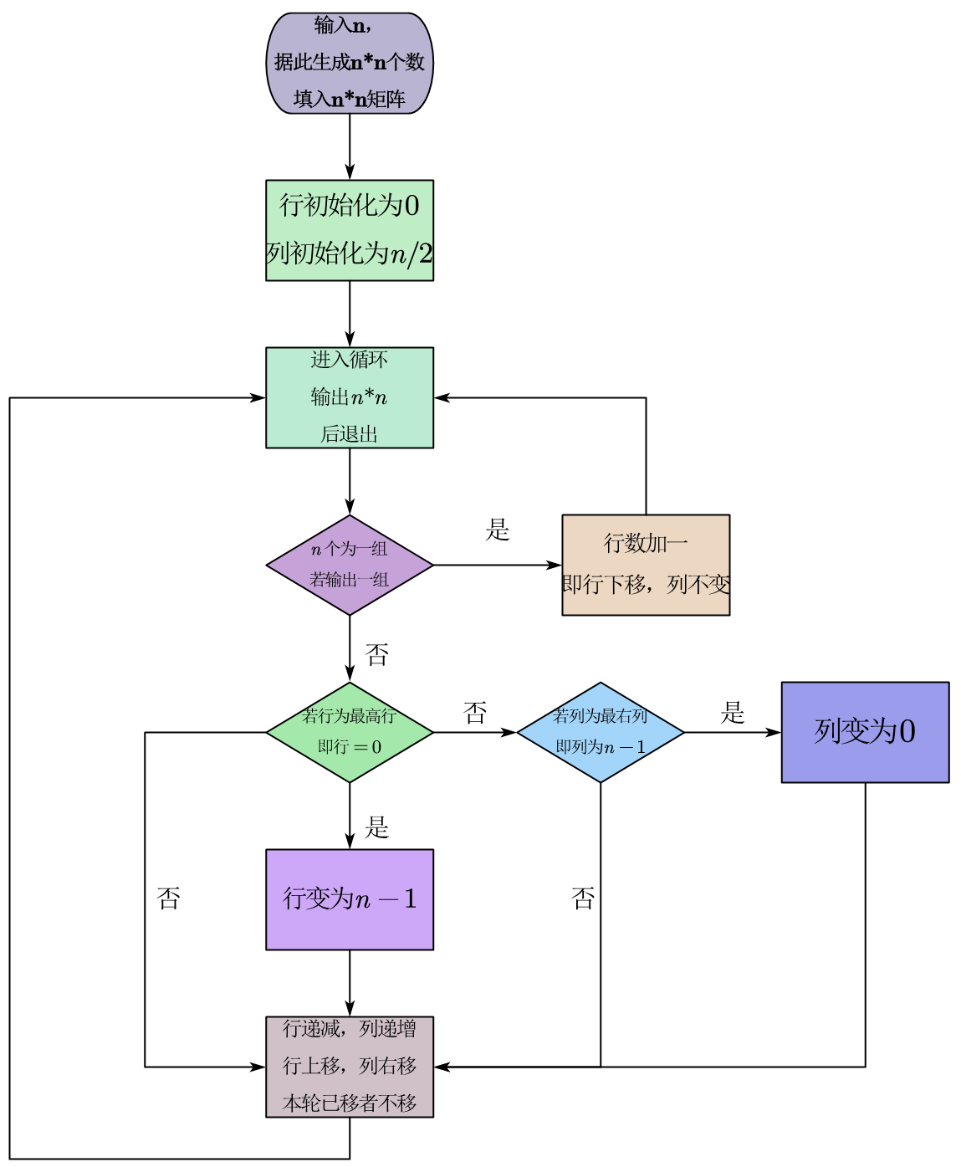 输入n，
据此生成n*n个数
填入n*n矩阵
行初始化为0
列初始化为n/2
进入循环
输出n*n
后退出
n个为一组
若输出一组
是
行数加一
即行下移，列不变
否
若行为最高行
即行＝0
否
若列为最右列
即列为n－1
是
列变为0
是
否
行变为n－1
否
行递减，列递增
行上移，列右移
本轮已移者不移